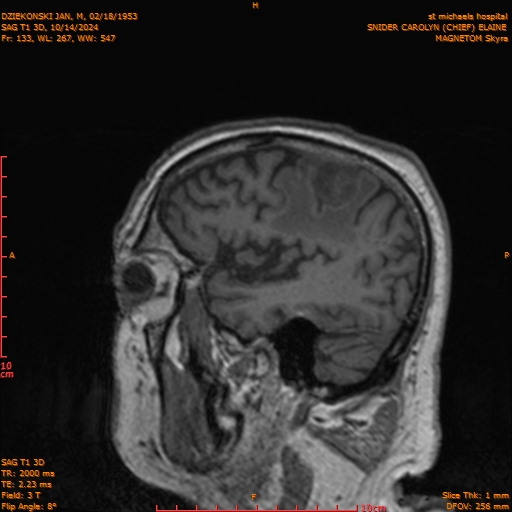 H
DZIEKONSKI JAN, M, 02/18/1953
SAG T1 3D, 10/14/2024
Fr: 133, WL: 267, WW: 547
st michaels hospital
SNIDER CAROLYN (CHIEF) ELAINE
MAGNETOM Skyra
A
P
10
cm
SAG T1 3D
TR: 2000 ms
TE: 2.23 ms
Field: 3 T
Flip Angle: 8°
F
10cm
Slice Thk: 1 mm
DFOV: 256 mm